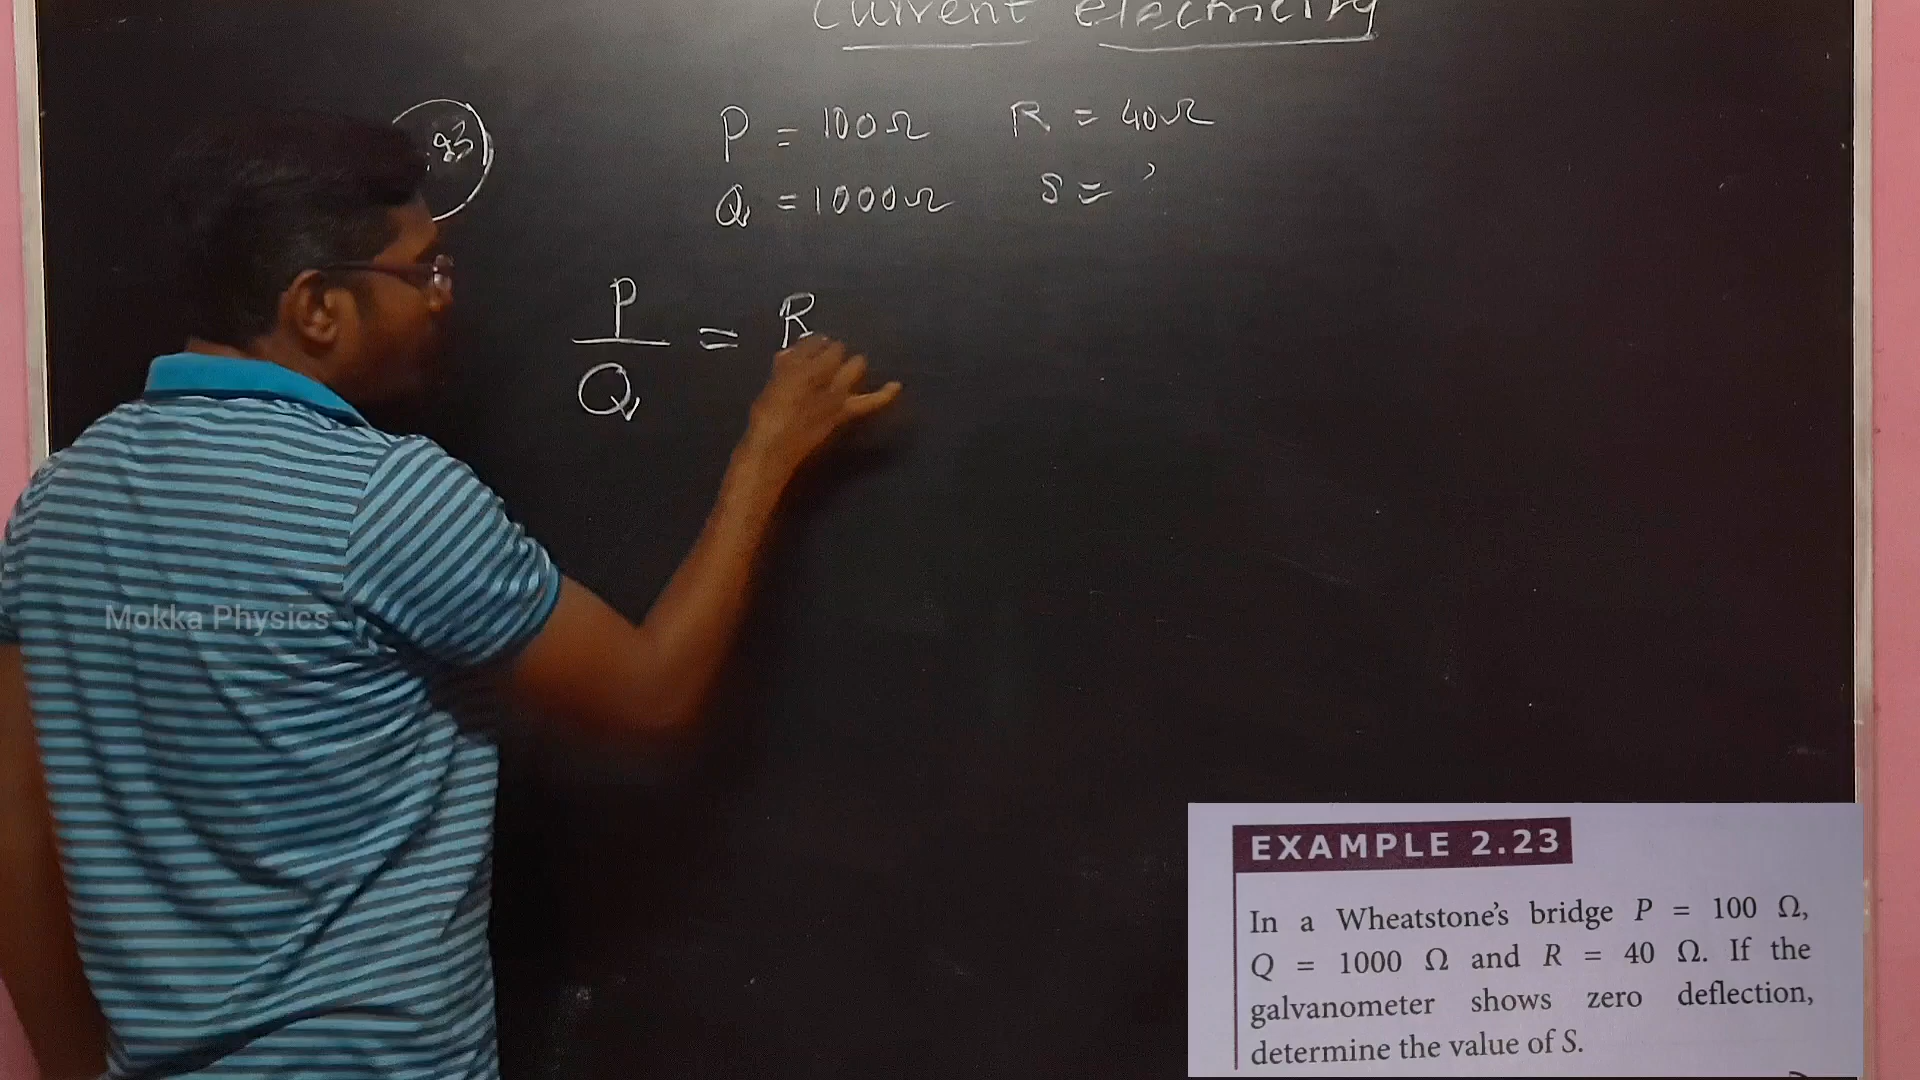 Current electricity
.23
P = 100Ω R = 40Ω
Q = 1000Ω S = ?
P
Q
= R
Mokka Physics
EXAMPLE 2.23
In a Wheatstone’s bridge P = 100 Ω,
Q = 1000 Ω and R = 40 Ω. If the
galvanometer shows zero deflection,
determine the value of S.